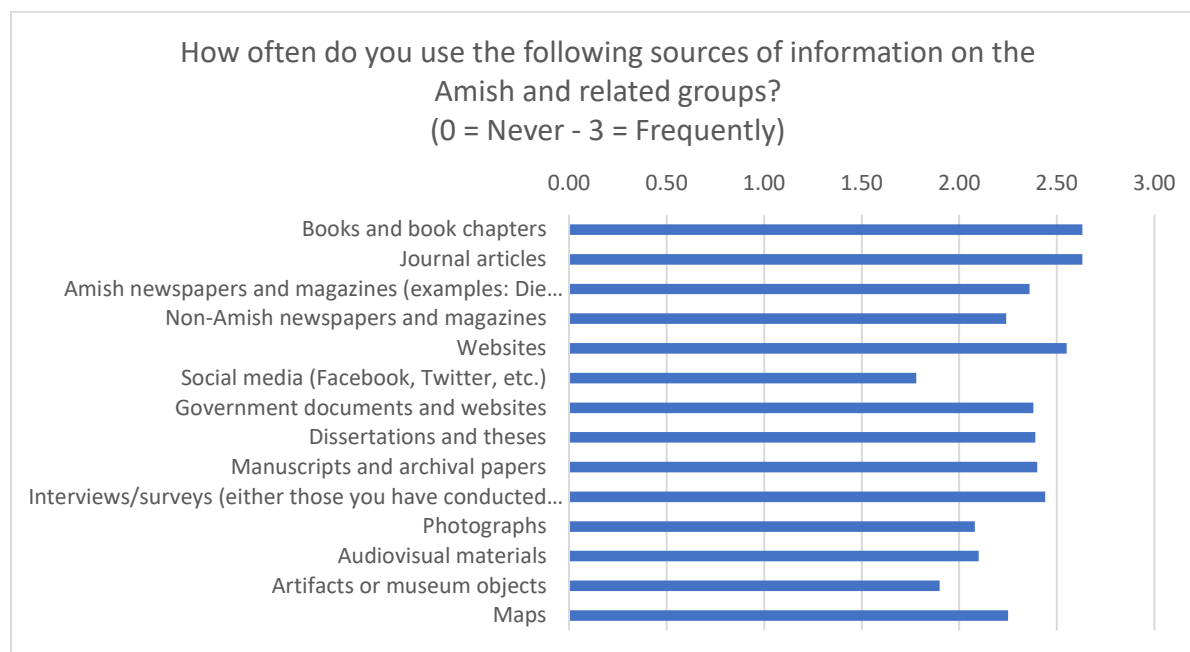 How often do you use the following sources of information on the
Amish and related groups?
(0 = Never - 3 = Frequently)
0.00 0.50 1.00 1.50 2.00 2.50 3.00
Books and book chapters
Journal articles
Amish newspapers and magazines (examples: Die…
Non-Amish newspapers and magazines
Websites
Social media (Facebook, Twitter, etc.)
Government documents and websites
Dissertations and theses
Manuscripts and archival papers
Interviews/surveys (either those you have conducted…
Photographs
Audiovisual materials
Artifacts or museum objects
Maps